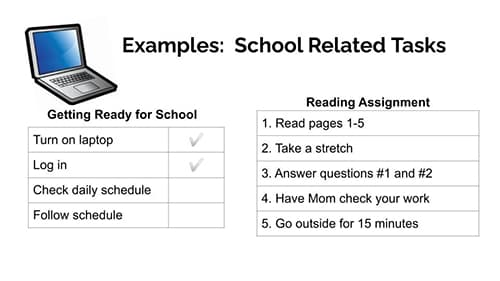 Examples:  School Related Tasks
Getting Ready for School
Turn on laptop
Log in
Check daily schedule
Follow schedule
Reading Assignment
1. Read pages 1-5
2. Take a stretch
3. Answer questions #1 and #2
4. Have Mom check your work
5. Go outside for 15 minutes